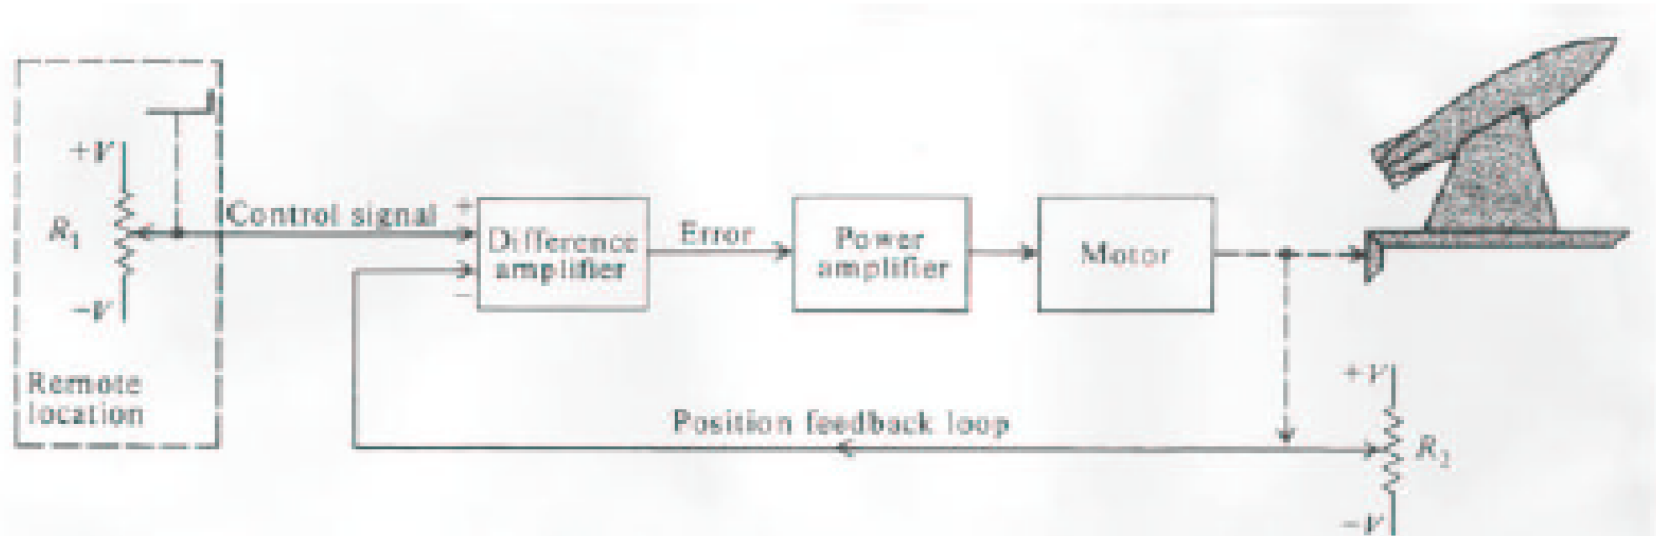 +V
R₁
-V
Remote
location
Control signal
+
-
Difference
amplifier
Error
Power
amplifier
Motor
Position feedback loop
+V
R₂
-V